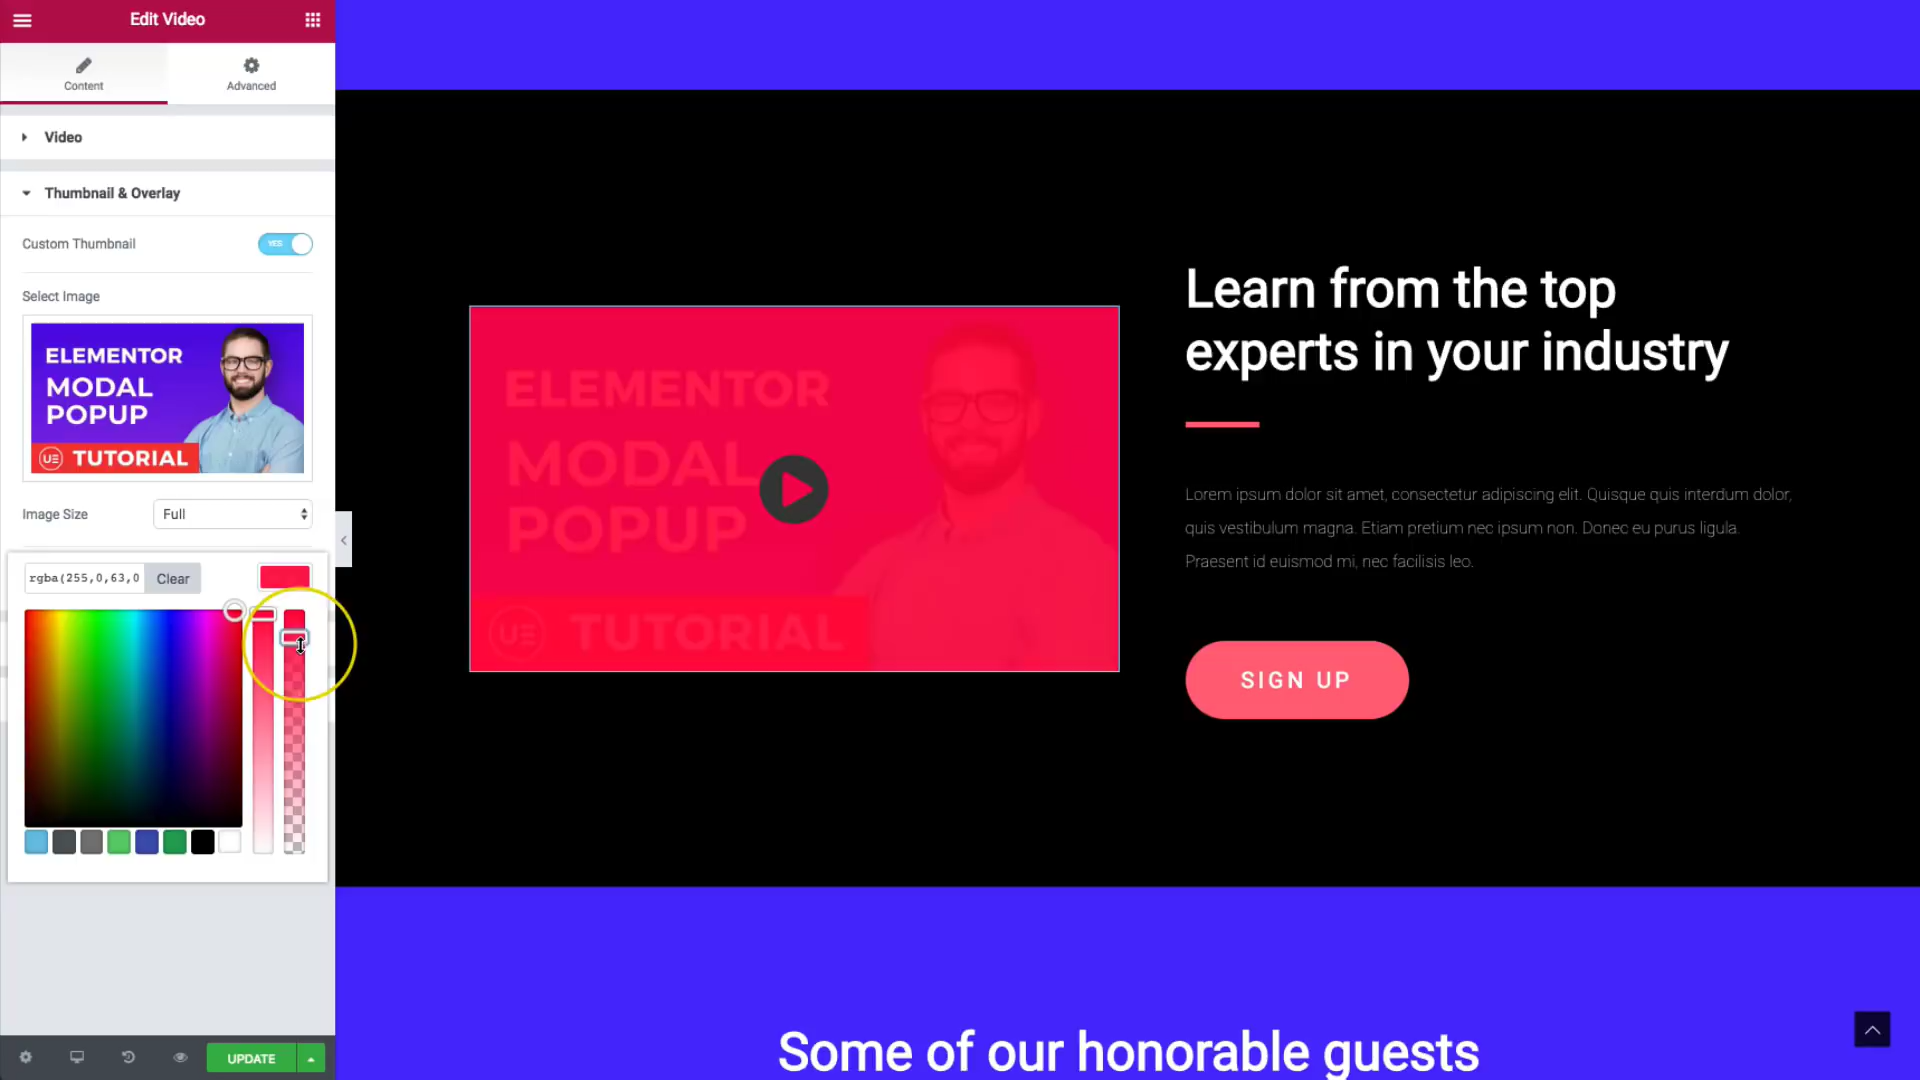 Edit Video
Content
Advanced
Video
Thumbnail & Overlay
Custom Thumbnail
YES
Select Image
ELEMENTOR
MODAL
POPUP
UE TUTORIAL
Image Size
Full
rgba(255,0,63,0
Clear
UPDATE
ELEMENTOR
MODAL
POPUP
UE TUTORIAL
Learn from the top
experts in your industry
Lorem ipsum dolor sit amet, consectetur adipiscing elit. Quisque quis interdum dolor,
quis vestibulum magna. Etiam pretium nec ipsum non. Donec eu purus ligula.
Praesent id euismod mi, nec facilisis leo.
SIGN UP
Some of our honorable guests